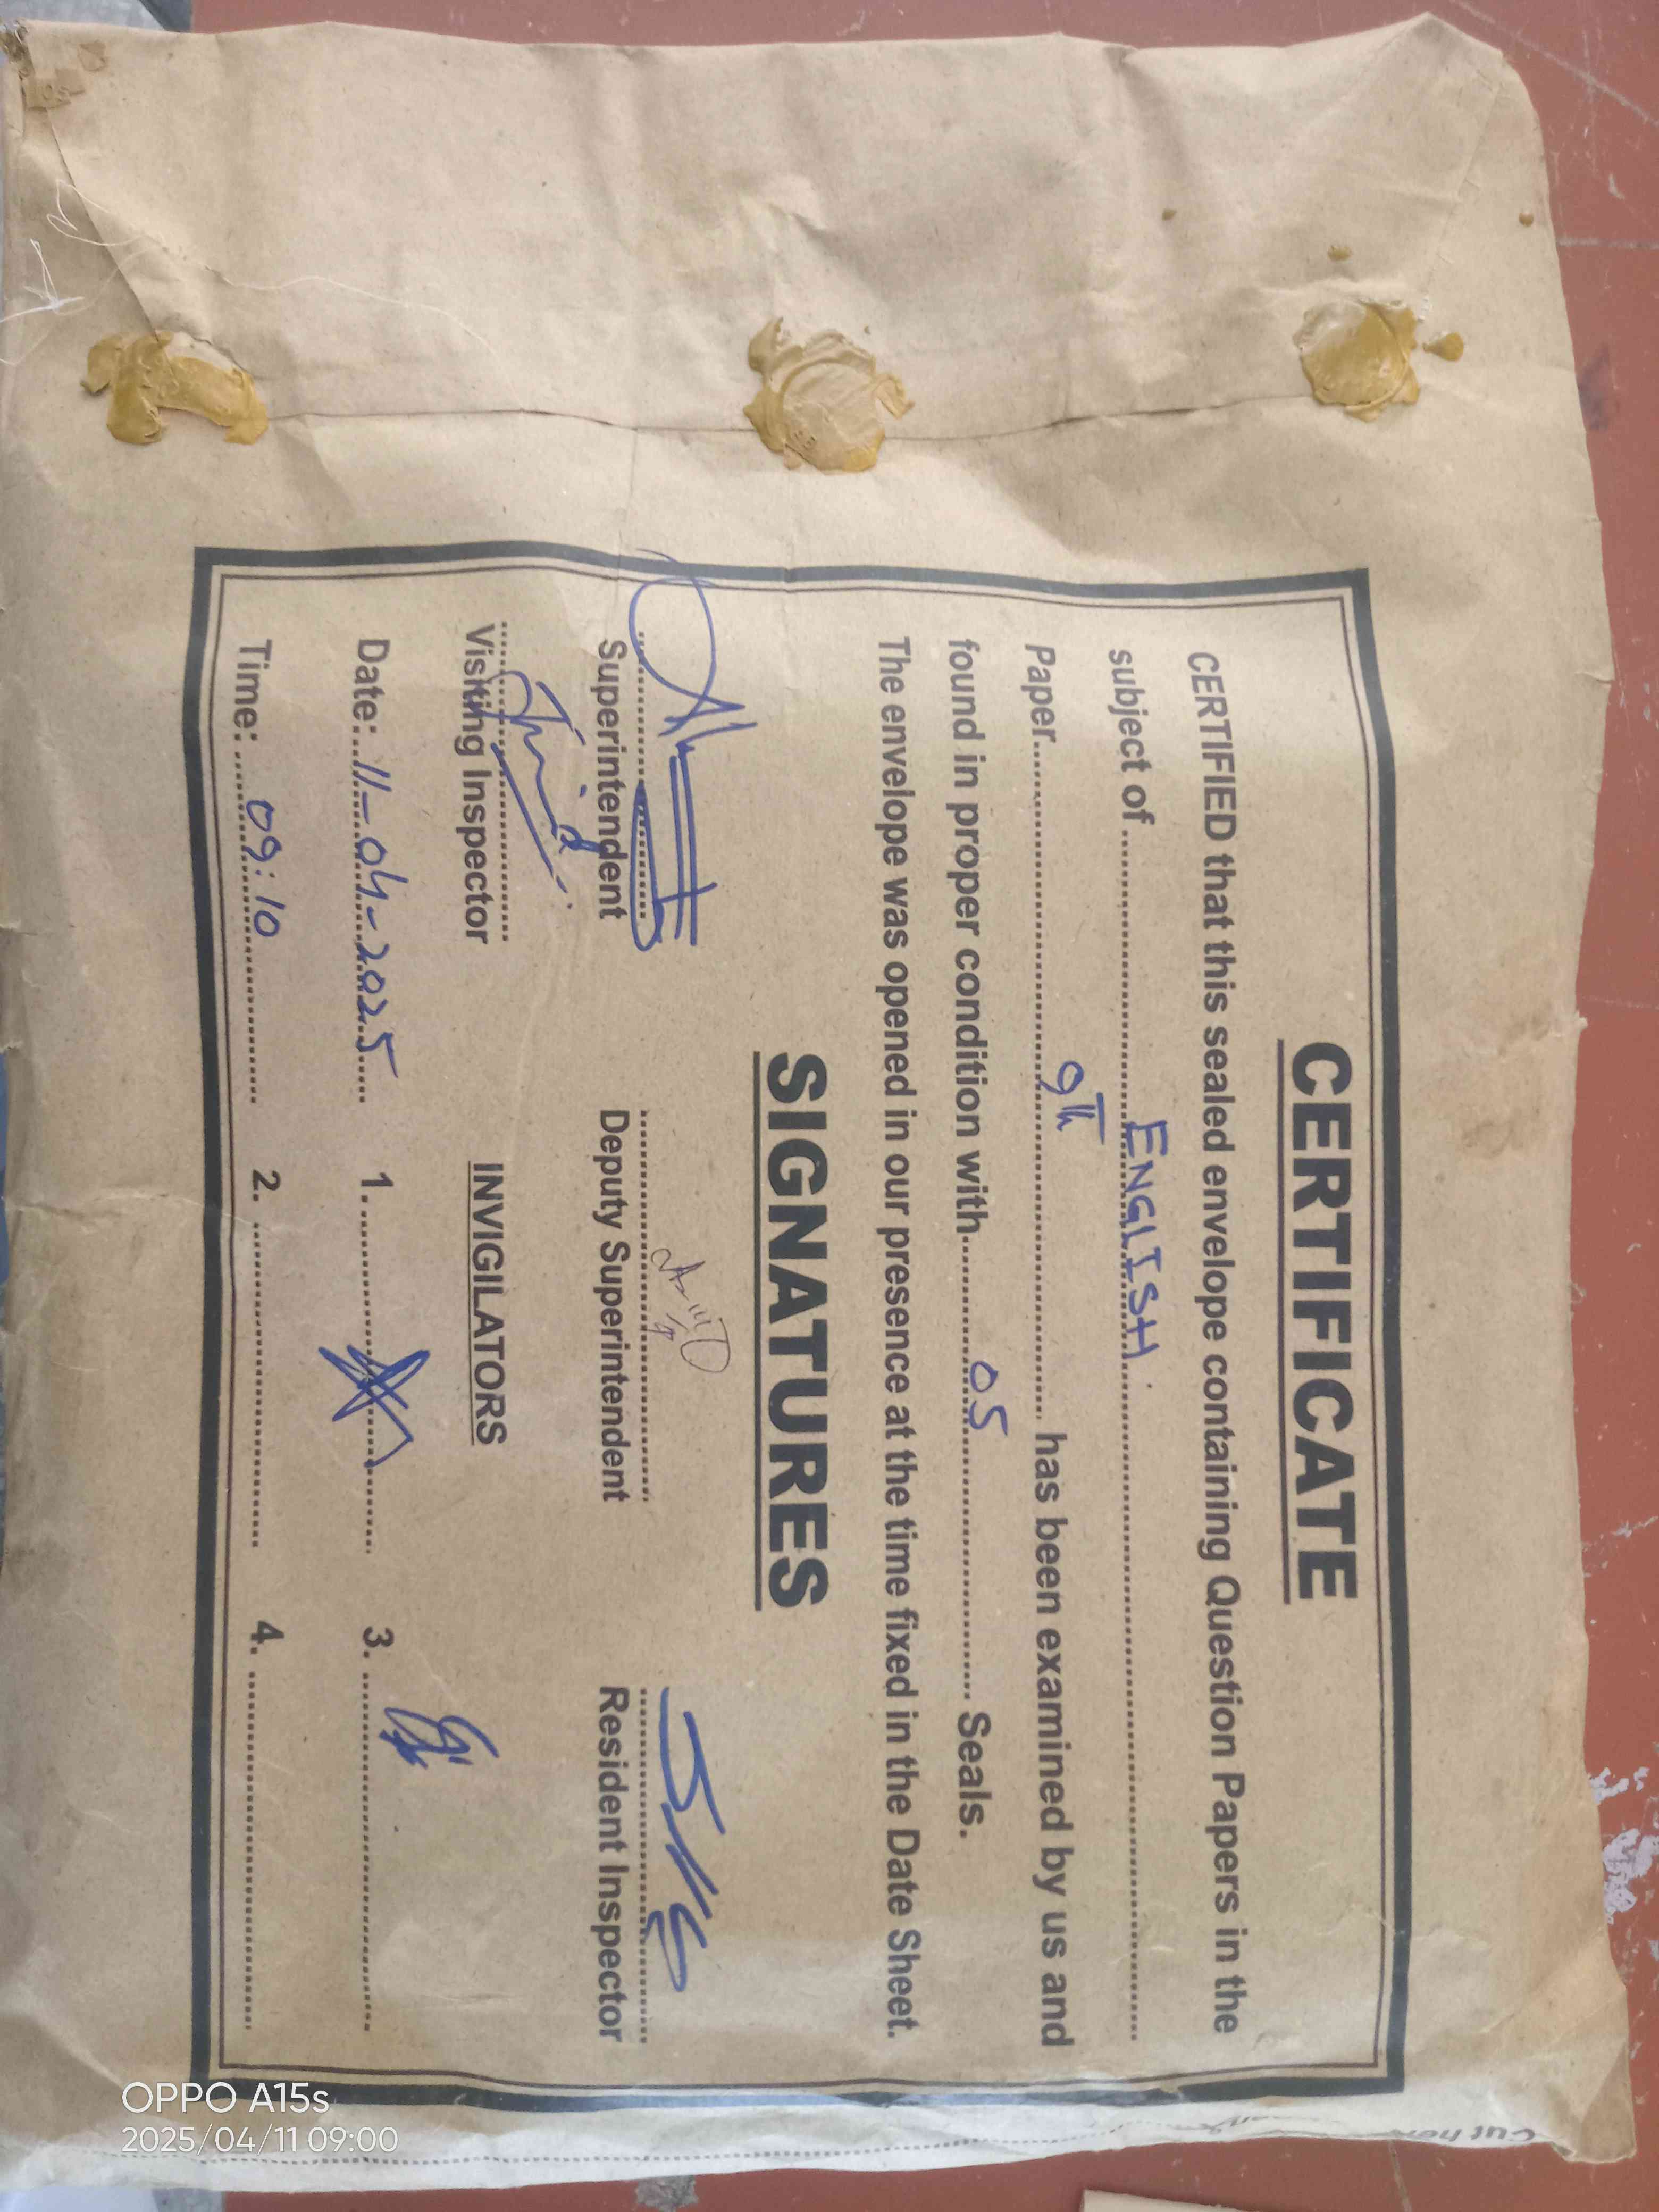 CERTIFICATE
CERTIFIED that this sealed envelope containing Question Papers in the
subject of ........ ENGLISH ........
Paper ........ 9th ........ has been examined by us and
found in proper condition with ........ 05 ........ Seals.
The envelope was opened in our presence at the time fixed in the Date Sheet.
SIGNATURES
Superintendent Deputy Superintendent Resident Inspector
Visiting Inspector INVIGILATORS
Date: 11-04-2025 1. ........ 3. ........
Time: 09:10 2. ........ 4. ........
Cut here
OPPO A15s
2025/04/11 09:00